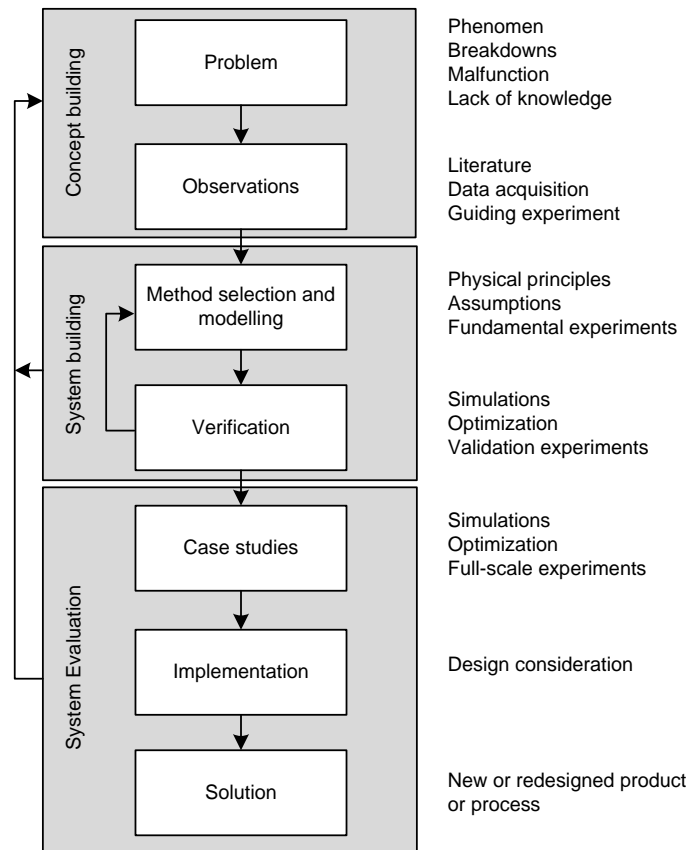 Concept building
Problem
Phenomen
Breakdowns
Malfunction
Lack of knowledge
Observations
Literature
Data acquisition
Guiding experiment
System building
Method selection and
modelling
Physical principles
Assumptions
Fundamental experiments
Verification
Simulations
Optimization
Validation experiments
System Evaluation
Case studies
Simulations
Optimization
Full-scale experiments
Implementation
Design consideration
Solution
New or redesigned product
or process